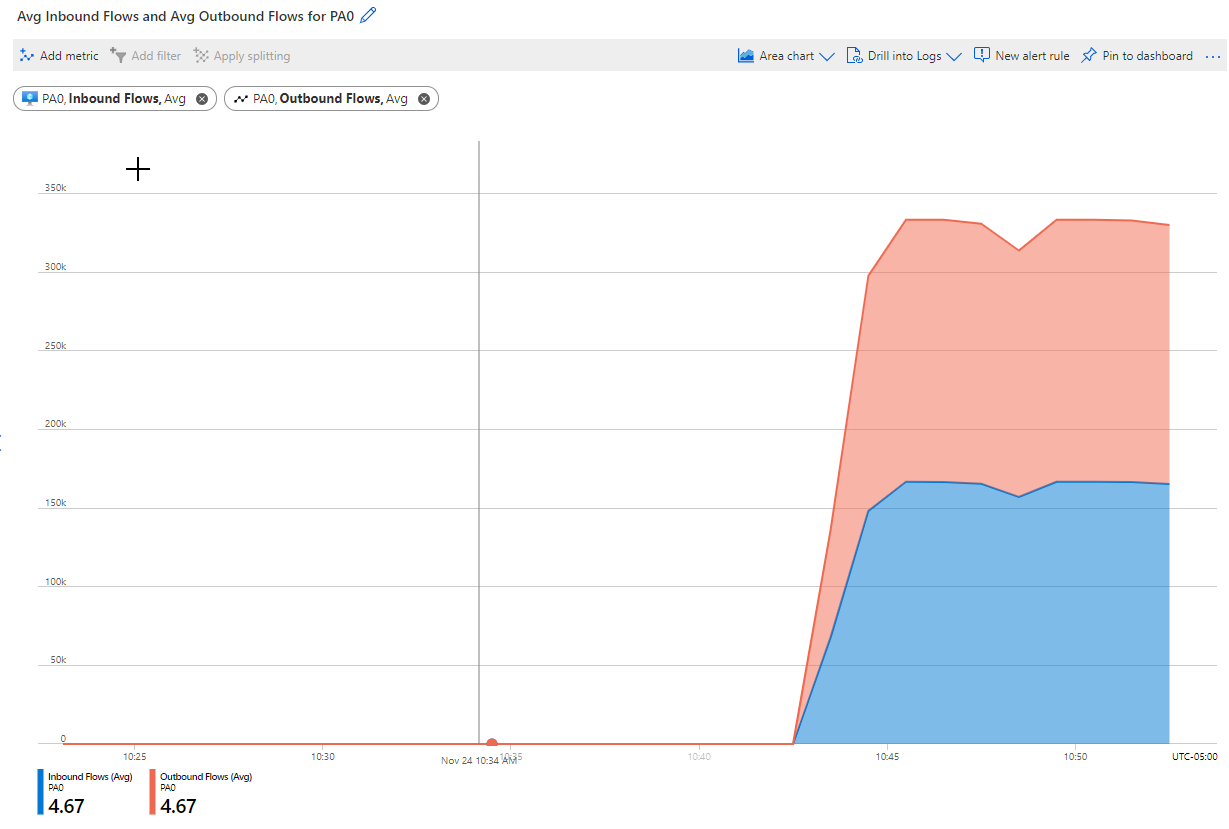 Avg Inbound Flows and Avg Outbound Flows for PA0
Add metric Add filter Apply splitting Area chart Drill into Logs New alert rule Pin to dashboard ...
PA0, Inbound Flows, Avg PA0, Outbound Flows, Avg
350k
300k
250k
200k
150k
100k
50k
0
10:25 10:30 10:35 10:40 10:45 10:50 UTC-05:00
Nov 24 10:34 AM
Inbound Flows (Avg) Outbound Flows (Avg)
PA0 PA0
4.67 4.67